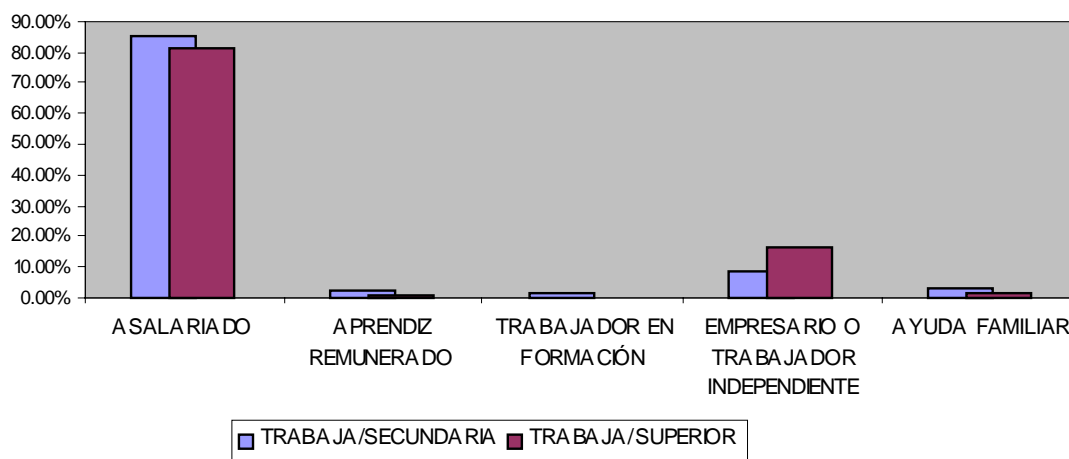 90.00%
80.00%
70.00%
60.00%
50.00%
40.00%
30.00%
20.00%
10.00%
0.00%
ASALARIADO
APRENDIZ
REMUNERADO
TRABAJADOR EN
FORMACIÓN
EMPRESARIO O
TRABAJADOR
INDEPENDIENTE
AYUDA FAMILIAR
TRABAJA/SECUNDARIA
TRABAJA/SUPERIOR